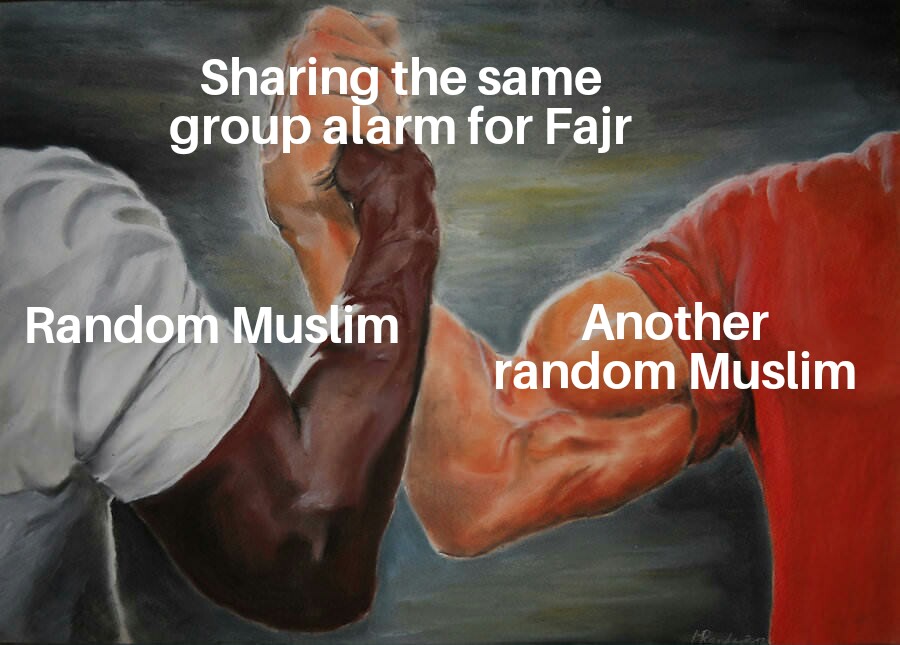 Sharing the same
group alarm for Fajr
Random Muslim
Another
random Muslim